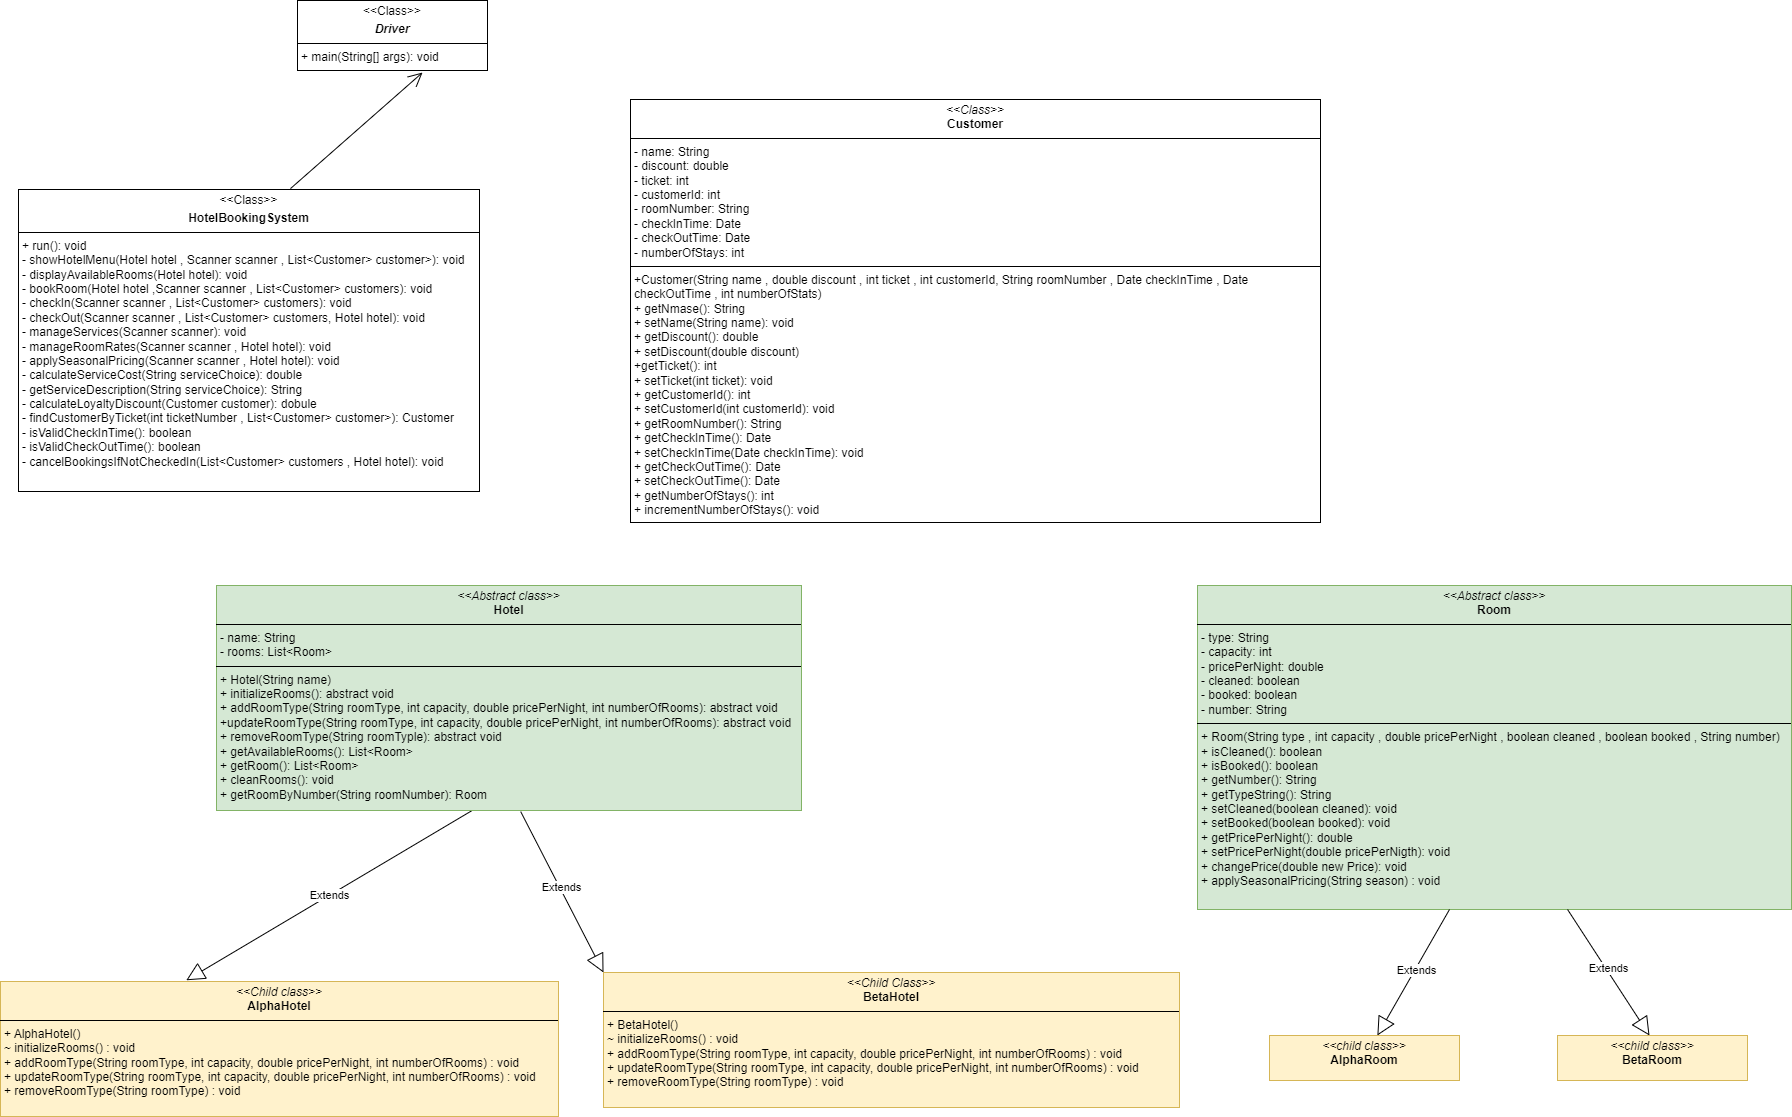 <<Class>>
Driver
+ main(String[] args): void
<<Class>>
HotelBookingSystem
+ run(): void
- showHotelMenu(Hotel hotel , Scanner scanner , List<Customer> customer>): void
- displayAvailableRooms(Hotel hotel): void
- bookRoom(Hotel hotel ,Scanner scanner , List<Customer> customers): void
- checkIn(Scanner scanner , List<Customer> customers): void
- checkOut(Scanner scanner , List<Customer> customers, Hotel hotel): void
- manageServices(Scanner scanner): void
- manageRoomRates(Scanner scanner , Hotel hotel): void
- applySeasonalPricing(Scanner scanner , Hotel hotel): void
- calculateServiceCost(String serviceChoice): double
- getServiceDescription(String serviceChoice): String
- calculateLoyaltyDiscount(Customer customer): dobule
- findCustomerByTicket(int ticketNumber , List<Customer> customer>): Customer
- isValidCheckInTime(): boolean
- isValidCheckOutTime(): boolean
- cancelBookingsIfNotCheckedIn(List<Customer> customers , Hotel hotel): void
<<Class>>
Customer
- name: String
- discount: double
- ticket: int
- customerId: int
- roomNumber: String
- checkInTime: Date
- checkOutTime: Date
- numberOfStays: int
+Customer(String name , double discount , int ticket , int customerId, String roomNumber , Date checkInTime , Date
checkOutTime , int numberOfStats)
+ getNmase(): String
+ setName(String name): void
+ getDiscount(): double
+ setDiscount(double discount)
+getTicket(): int
+ setTicket(int ticket): void
+ getCustomerId(): int
+ setCustomerId(int customerId): void
+ getRoomNumber(): String
+ getCheckInTime(): Date
+ setCheckInTime(Date checkInTime): void
+ getCheckOutTime(): Date
+ setCheckOutTime(): Date
+ getNumberOfStays(): int
+ incrementNumberOfStays(): void
<<Abstract class>>
Hotel
- name: String
- rooms: List<Room>
+ Hotel(String name)
+ initializeRooms(): abstract void
+ addRoomType(String roomType, int capacity, double pricePerNight, int numberOfRooms): abstract void
+updateRoomType(String roomType, int capacity, double pricePerNight, int numberOfRooms): abstract void
+ removeRoomType(String roomTyple): abstract void
+ getAvailableRooms(): List<Room>
+ getRoom(): List<Room>
+ cleanRooms(): void
+ getRoomByNumber(String roomNumber): Room
<<Abstract class>>
Room
- type: String
- capacity: int
- pricePerNight: double
- cleaned: boolean
- booked: boolean
- number: String
+ Room(String type , int capacity , double pricePerNight , boolean cleaned , boolean booked , String number)
+ isCleaned(): boolean
+ isBooked(): boolean
+ getNumber(): String
+ getTypeString(): String
+ setCleaned(boolean cleaned): void
+ setBooked(boolean booked): void
+ getPricePerNight(): double
+ setPricePerNight(double pricePerNigth): void
+ changePrice(double new Price): void
+ applySeasonalPricing(String season) : void
Extends
Extends
Extends
Extends
<<Child class>>
AlphaHotel
+ AlphaHotel()
~ initializeRooms() : void
+ addRoomType(String roomType, int capacity, double pricePerNight, int numberOfRooms) : void
+ updateRoomType(String roomType, int capacity, double pricePerNight, int numberOfRooms) : void
+ removeRoomType(String roomType) : void
<<Child Class>>
BetaHotel
+ BetaHotel()
~ initializeRooms() : void
+ addRoomType(String roomType, int capacity, double pricePerNight, int numberOfRooms) : void
+ updateRoomType(String roomType, int capacity, double pricePerNight, int numberOfRooms) : void
+ removeRoomType(String roomType) : void
<<child class>>
AlphaRoom
<<child class>>
BetaRoom